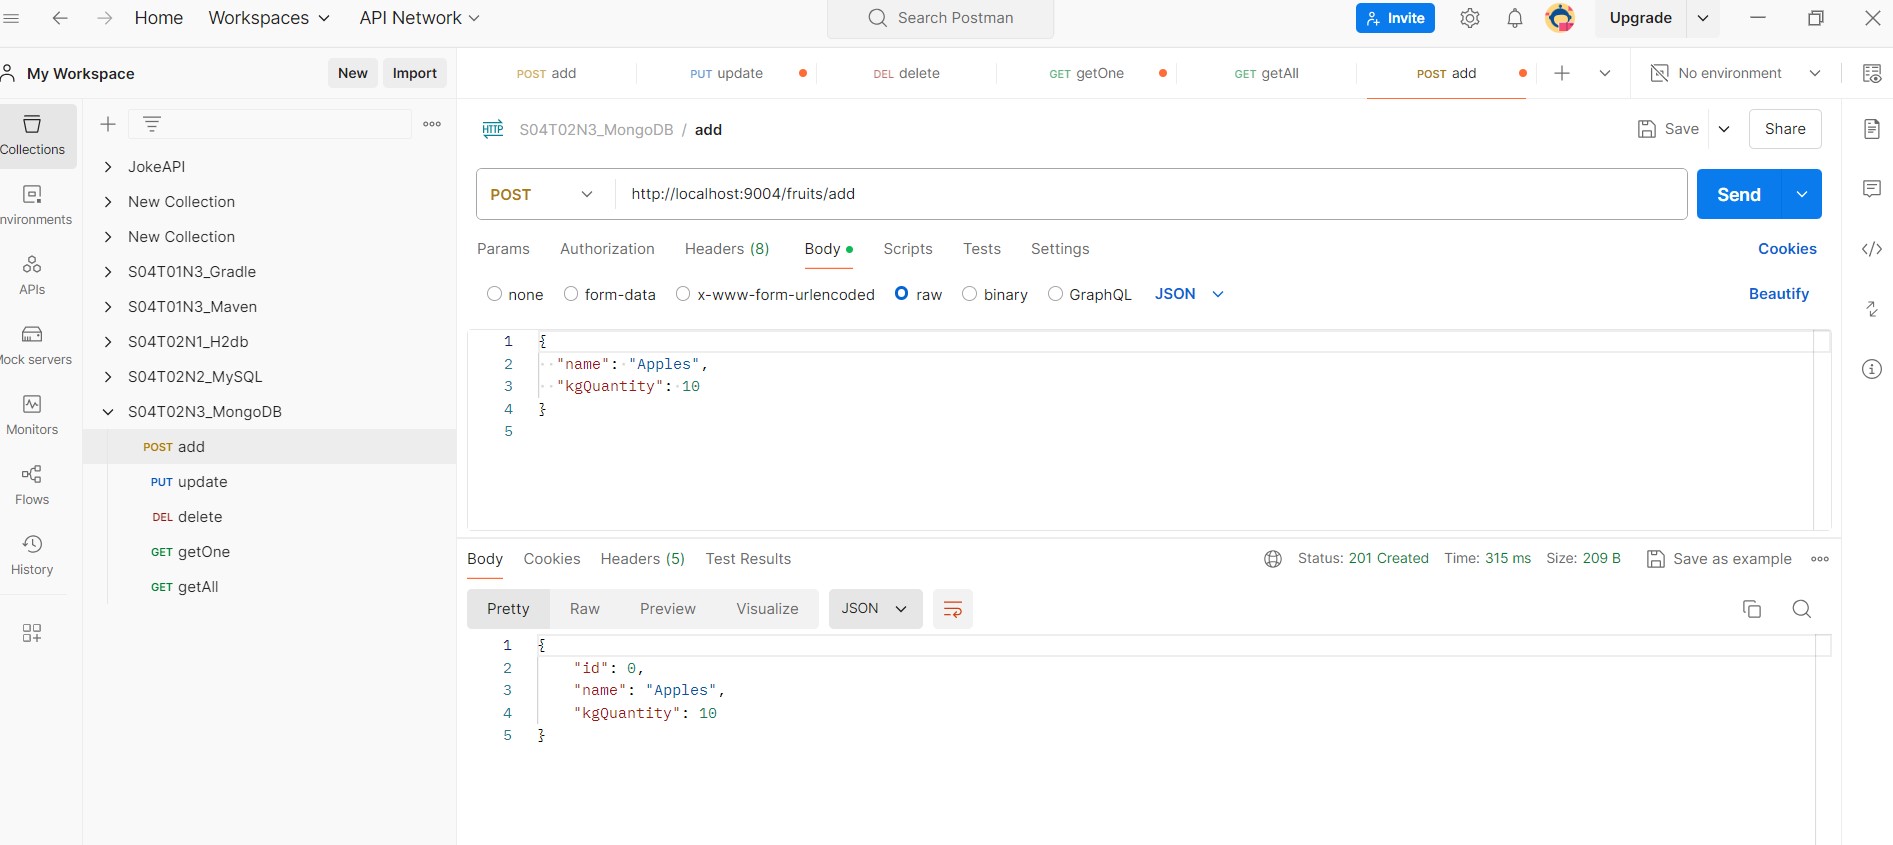 Home Workspaces API Network Search Postman Invite Upgrade
My Workspace New Import
POST add PUT update DEL delete GET getOne GET getAll POST add No environment
Collections
JokeAPI
New Collection
New Collection
S04T01N3_Gradle
S04T01N3_Maven
S04T02N1_H2db
S04T02N2_MySQL
S04T02N3_MongoDB
POST add
PUT update
DEL delete
GET getOne
GET getAll
nvironments
APIs
Mock servers
Monitors
Flows
History
HTTP S04T02N3_MongoDB / add Save Share
POST http://localhost:9004/fruits/add Send
Params Authorization Headers (8) Body Scripts Tests Settings Cookies
none form-data x-www-form-urlencoded raw binary GraphQL JSON Beautify
1 {
2 "name": "Apples",
3 "kgQuantity": 10
4 }
5
Body Cookies Headers (5) Test Results Status: 201 Created Time: 315 ms Size: 209 B Save as example
Pretty Raw Preview Visualize JSON
1 {
2 "id": 0,
3 "name": "Apples",
4 "kgQuantity": 10
5 }